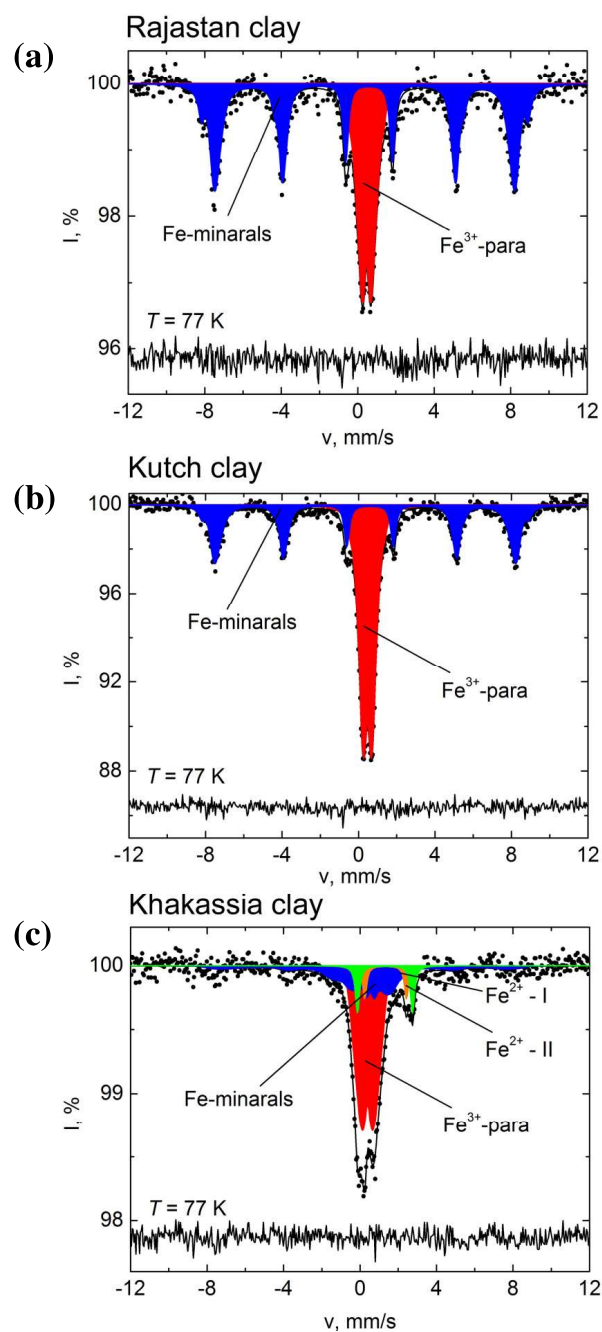 Rajastan clay
(a)
100
98
96
I, %
Fe-minarals
Fe³⁺-para
T = 77 K
-12 -8 -4 0 4 8 12
v, mm/s
Kutch clay
(b)
100
96
92
88
I, %
Fe-minarals
Fe³⁺-para
T = 77 K
-12 -8 -4 0 4 8 12
v, mm/s
Khakassia clay
(c)
100
99
98
I, %
Fe²⁺ - I
Fe²⁺ - II
Fe-minarals
Fe³⁺-para
T = 77 K
-12 -8 -4 0 4 8 12
v, mm/s